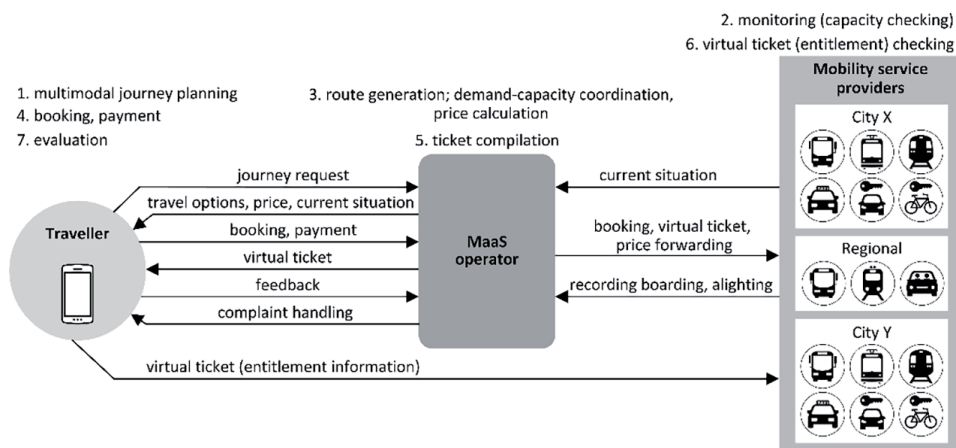 2. monitoring (capacity checking)
6. virtual ticket (entitlement) checking
Mobility service
providers
1. multimodal journey planning
4. booking, payment
7. evaluation
3. route generation; demand-capacity coordination,
price calculation
5. ticket compilation
City X
journey request
current situation
travel options, price, current situation
Traveller
booking, payment
MaaS
operator
booking, virtual ticket,
price forwarding
Regional
virtual ticket
feedback
recording boarding, alighting
complaint handling
City Y
virtual ticket (entitlement information)